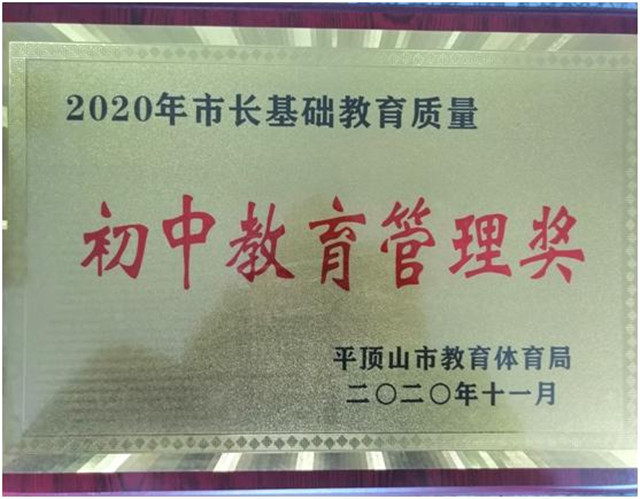 2020年市长基础教育质量
初中教育管理奖
平顶山市教育体育局
二〇二〇年十一月